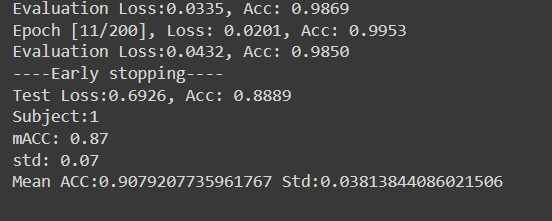 Evaluation Loss:0.0335, Acc: 0.9869
Epoch [11/200], Loss: 0.0201, Acc: 0.9953
Evaluation Loss:0.0432, Acc: 0.9850
----Early stopping----
Test Loss:0.6926, Acc: 0.8889
Subject:1
mACC: 0.87
std: 0.07
Mean ACC:0.9079207735961767 Std:0.03813844086021506